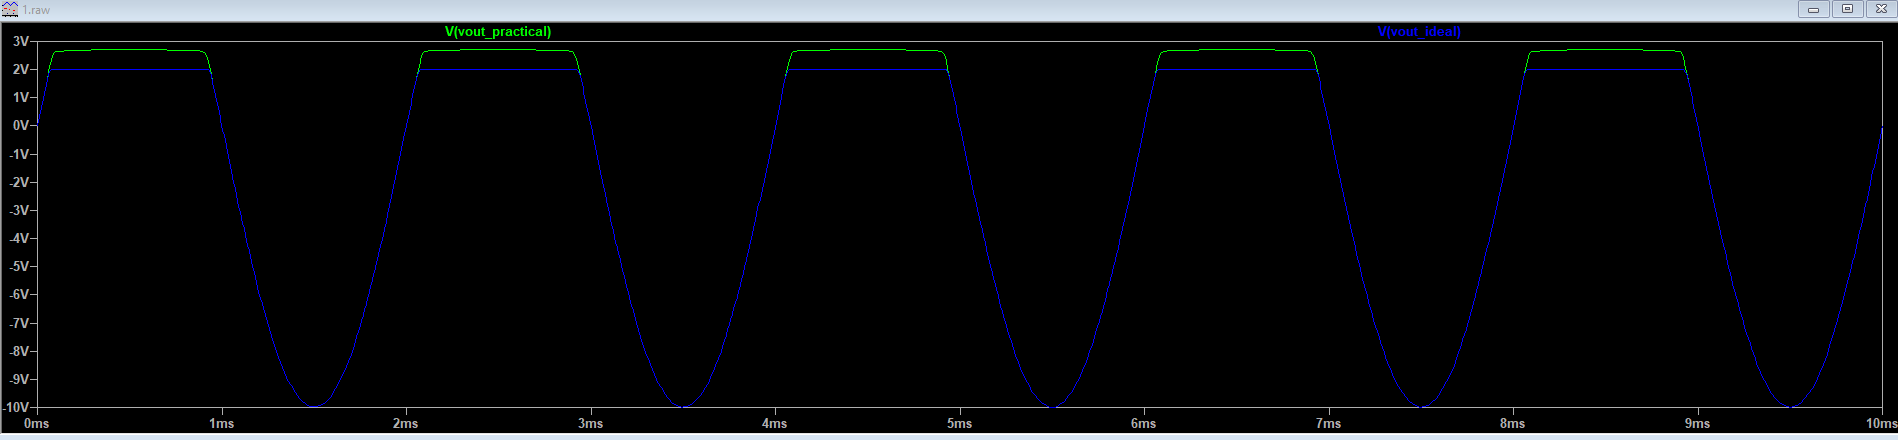 1.raw
V(vout_practical) V(vout_ideal)
3V
2V
1V
0V
-1V
-2V
-3V
-4V
-5V
-6V
-7V
-8V
-9V
-10V
0ms 1ms 2ms 3ms 4ms 5ms 6ms 7ms 8ms 9ms 10ms